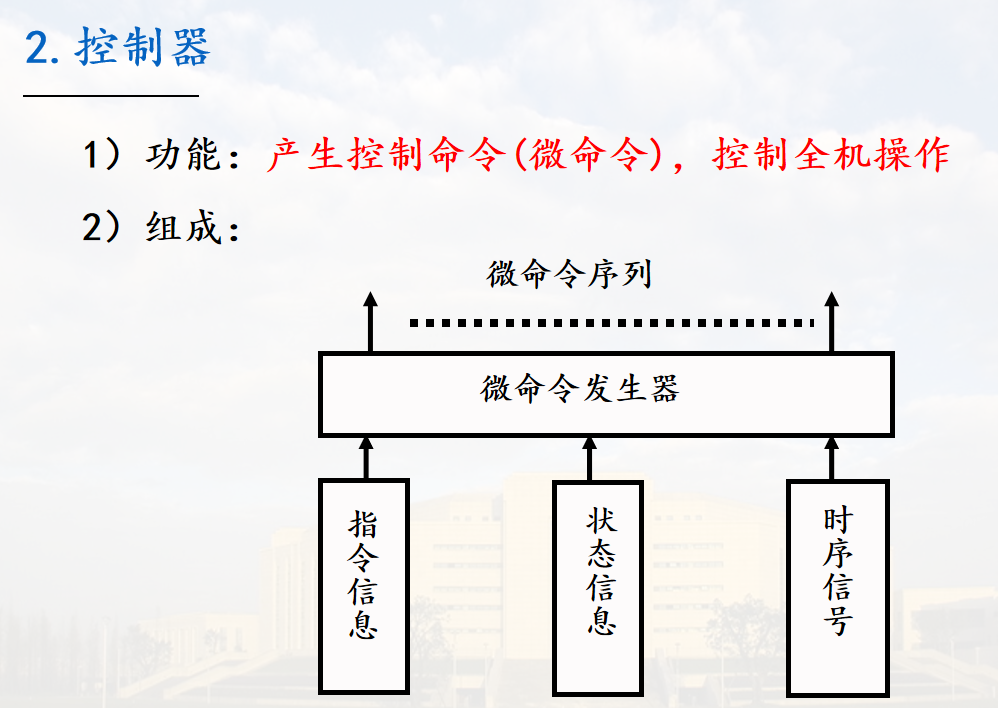 2.控制器
1）功能：产生控制命令(微命令)，控制全机操作
2）组成：
微命令序列
微命令发生器
指令信息
状态信息
时序信号